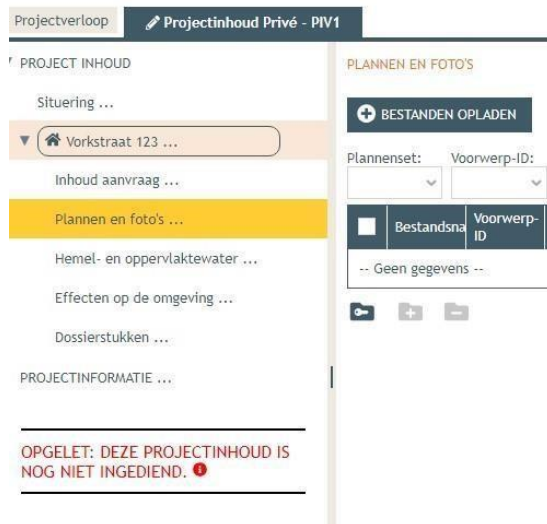 Projectverloop
Projectinhoud Privé - PIV1
PROJECT INHOUD
Situering ...
Vorkstraat 123 ...
Inhoud aanvraag ...
Plannen en foto's ...
Hemel- en oppervlaktewater ...
Effecten op de omgeving ...
Dossierstukken ...
PROJECTINFORMATIE ...
OPGELET: DEZE PROJECTINHOUD IS
NOG NIET INGEDIEND.
PLANNEN EN FOTO'S
BESTANDEN OPLADEN
Plannenset: Voorwerp-ID:
Bestandsna Voorwerp-
ID
-- Geen gegevens --